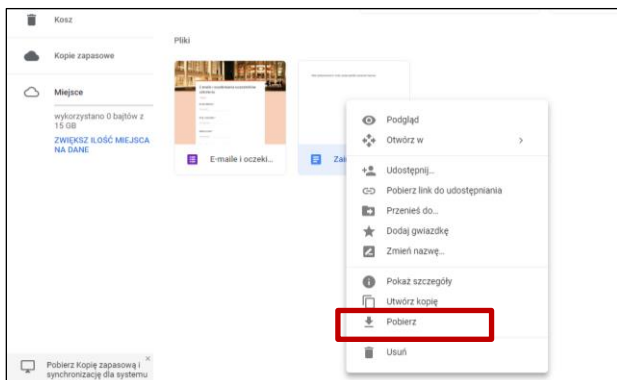 Kosz
Kopie zapasowe
Miejsce
wykorzystano 0 bajtów z
15 GB
ZWIĘKSZ ILOŚĆ MIEJSCA
NA DANE
Pliki
E-maile i oczeki...
Podgląd
Otwórz w
Udostępnij...
Pobierz link do udostępniania
Przenieś do...
Dodaj gwiazdkę
Zmień nazwę...
Pokaż szczegóły
Utwórz kopię
Pobierz
Usuń
Pobierz Kopię zapasową i
synchronizację dla systemu